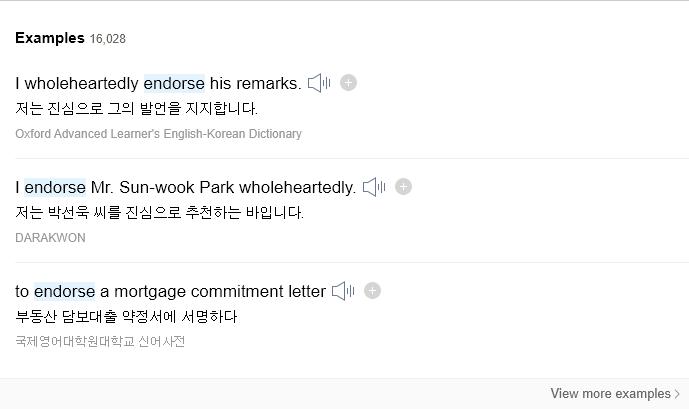 Examples 16,028
I wholeheartedly endorse his remarks.
저는 진심으로 그의 발언을 지지합니다.
Oxford Advanced Learner's English-Korean Dictionary
I endorse Mr. Sun-wook Park wholeheartedly.
저는 박선욱 씨를 진심으로 추천하는 바입니다.
DARAKWON
to endorse a mortgage commitment letter
부동산 담보대출 약정서에 서명하다
국제영어대학원대학교 신어사전
View more examples